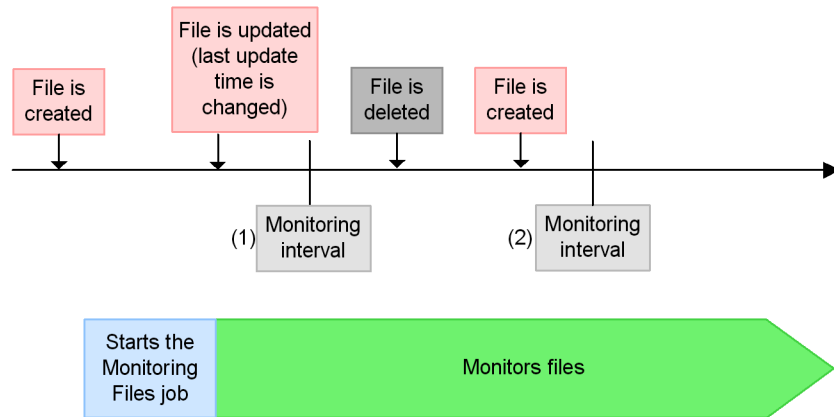 File is
created
File is updated
(last update
time is
changed)
File is
deleted
File is
created
(1)
Monitoring
interval
(2)
Monitoring
interval
Starts the
Monitoring
Files job
Monitors files